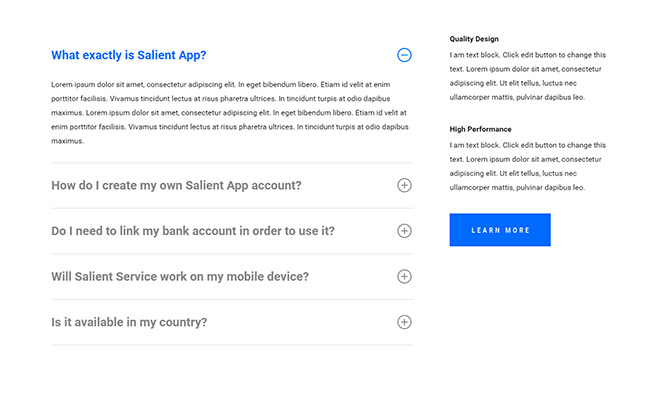 What exactly is Salient App?
Lorem ipsum dolor sit amet, consectetur adipiscing elit. In eget bibendum libero. Etiam id velit at enim
porttitor facilisis. Vivamus tincidunt lectus at risus pharetra ultrices. In tincidunt turpis at odio dapibus
maximus. Lorem ipsum dolor sit amet, consectetur adipiscing elit. In eget bibendum libero. Etiam id velit at
enim porttitor facilisis. Vivamus tincidunt lectus at risus pharetra ultrices. In tincidunt turpis at odio dapibus
maximus.
How do I create my own Salient App account?
Do I need to link my bank account in order to use it?
Will Salient Service work on my mobile device?
Is it available in my country?
Quality Design
I am text block. Click edit button to change this
text. Lorem ipsum dolor sit amet, consectetur
adipiscing elit. Ut elit tellus, luctus nec
ullamcorper mattis, pulvinar dapibus leo.
High Performance
I am text block. Click edit button to change this
text. Lorem ipsum dolor sit amet, consectetur
adipiscing elit. Ut elit tellus, luctus nec
ullamcorper mattis, pulvinar dapibus leo.
LEARN MORE